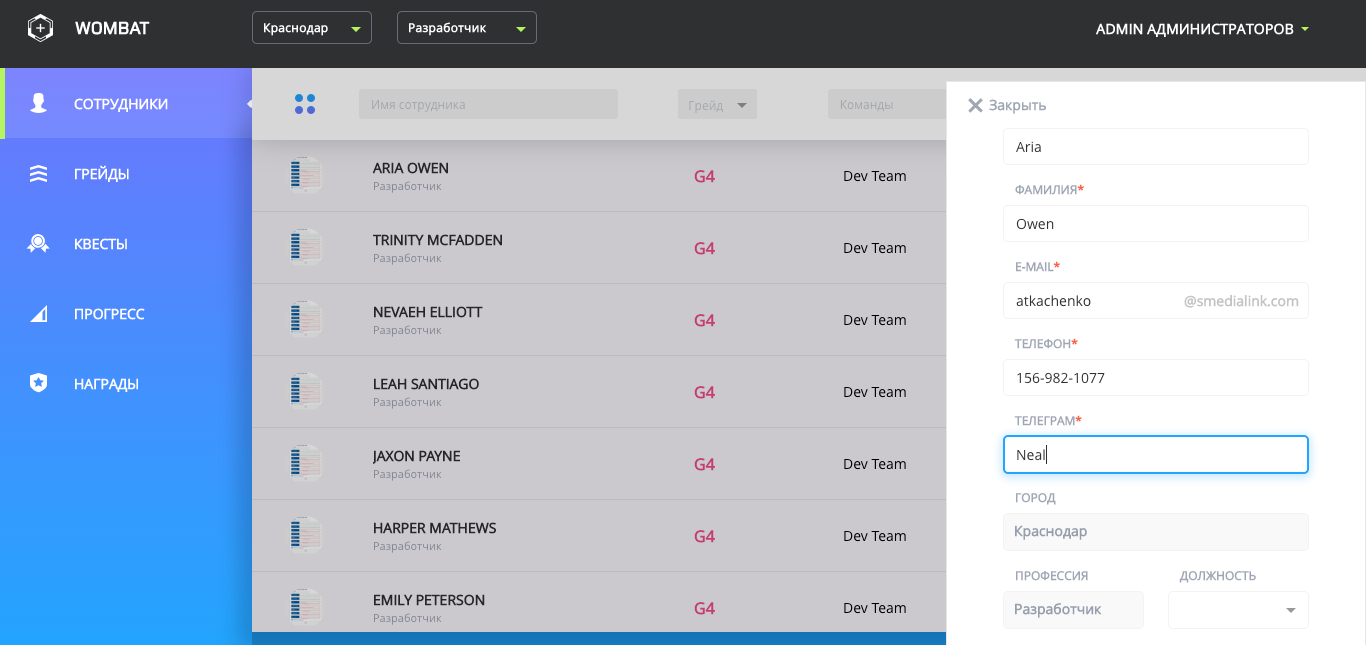 WOMBAT
Краснодар
Разработчик
ADMIN АДМИНИСТРАТОРОВ
СОТРУДНИКИ
ГРЕЙДЫ
КВЕСТЫ
ПРОГРЕСС
НАГРАДЫ
Имя сотрудника
Грейд
Команды
ARIA OWEN
Разработчик
G4
Dev Team
TRINITY MCFADDEN
Разработчик
G4
Dev Team
NEVAEH ELLIOTT
Разработчик
G4
Dev Team
LEAH SANTIAGO
Разработчик
G4
Dev Team
JAXON PAYNE
Разработчик
G4
Dev Team
HARPER MATHEWS
Разработчик
G4
Dev Team
EMILY PETERSON
Разработчик
G4
Dev Team
Закрыть
Aria
ФАМИЛИЯ*
Owen
E-MAIL*
atkachenko @smedialink.com
ТЕЛЕФОН*
156-982-1077
ТЕЛЕГРАМ*
Neal
ГОРОД
Краснодар
ПРОФЕССИЯ ДОЛЖНОСТЬ
Разработчик